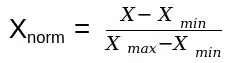 X_norm = (X − X_min) / (X_max − X_min)